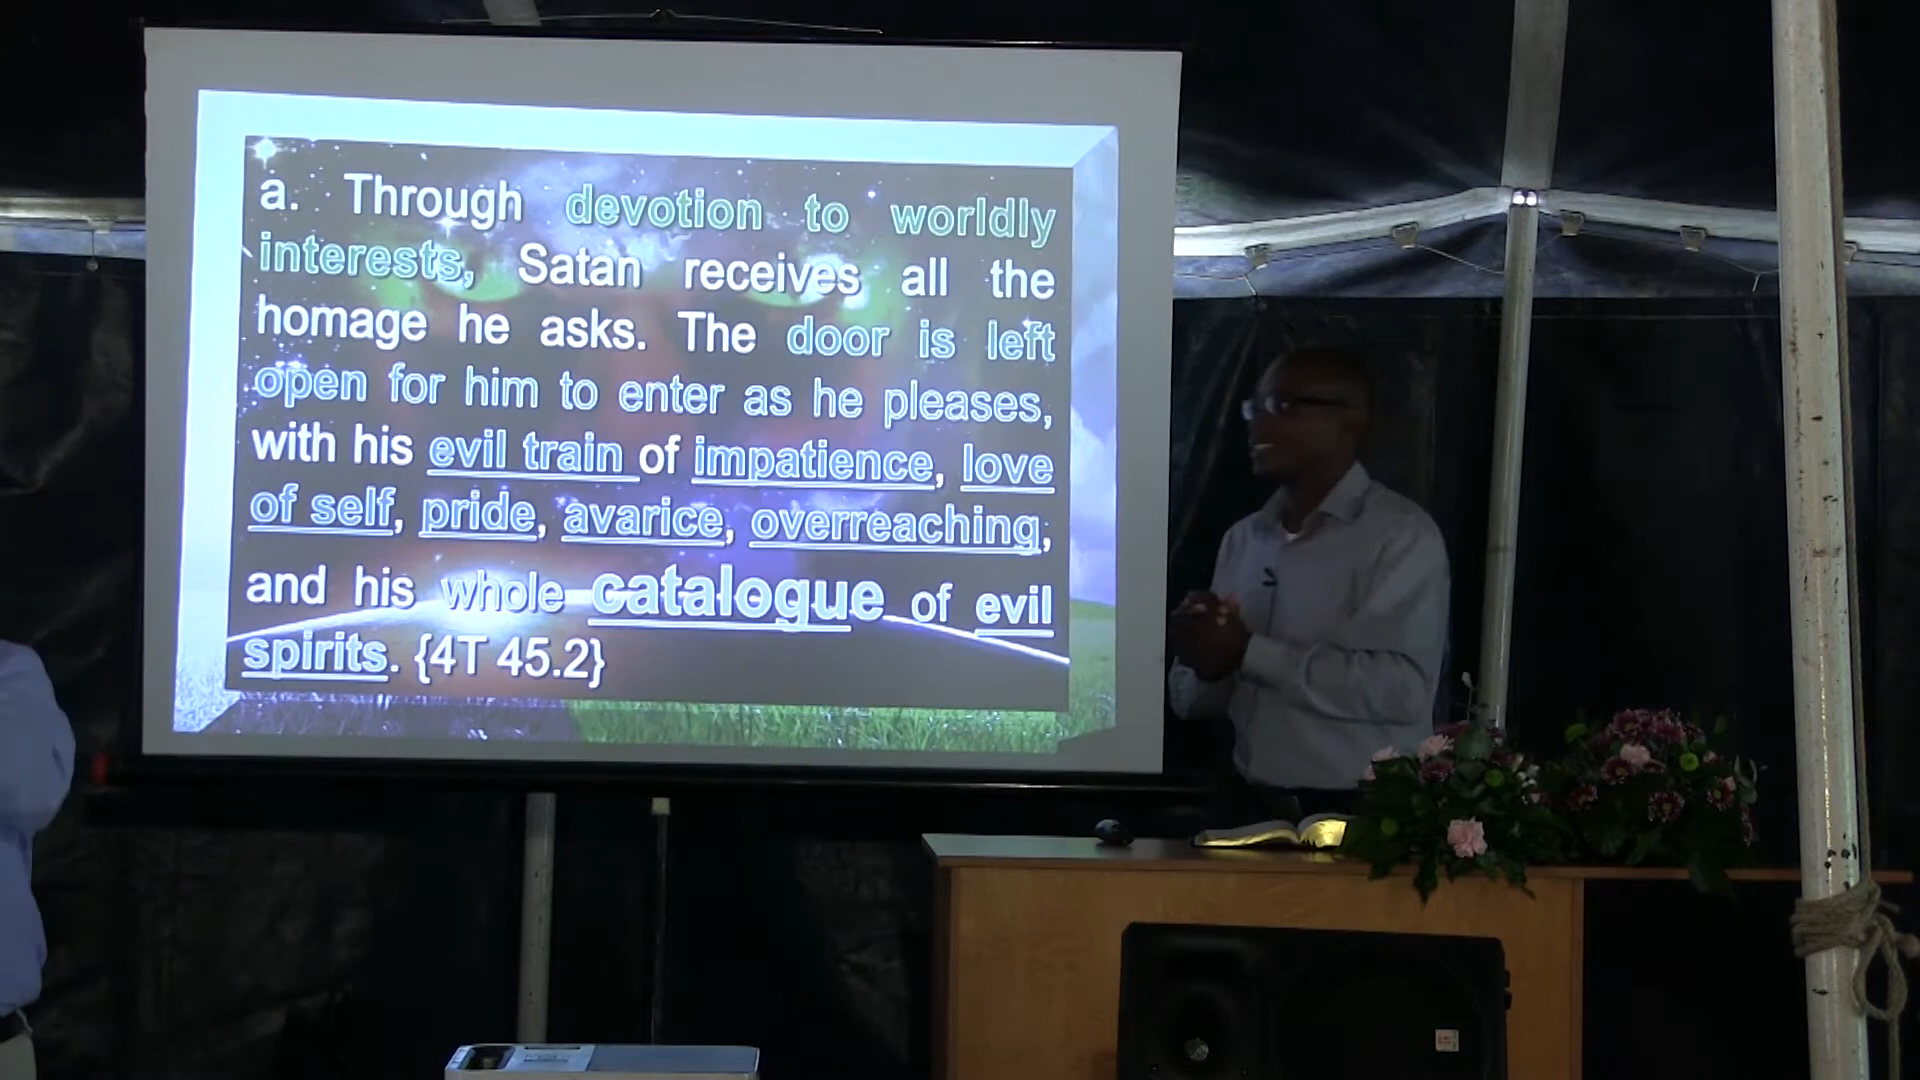 a. Through devotion to worldly
interests, Satan receives all the
homage he asks. The door is left
open for him to enter as he pleases,
with his evil train of impatience, love
of self, pride, avarice, overreaching,
and his whole catalogue of evil
spirits. {4T 45.2}